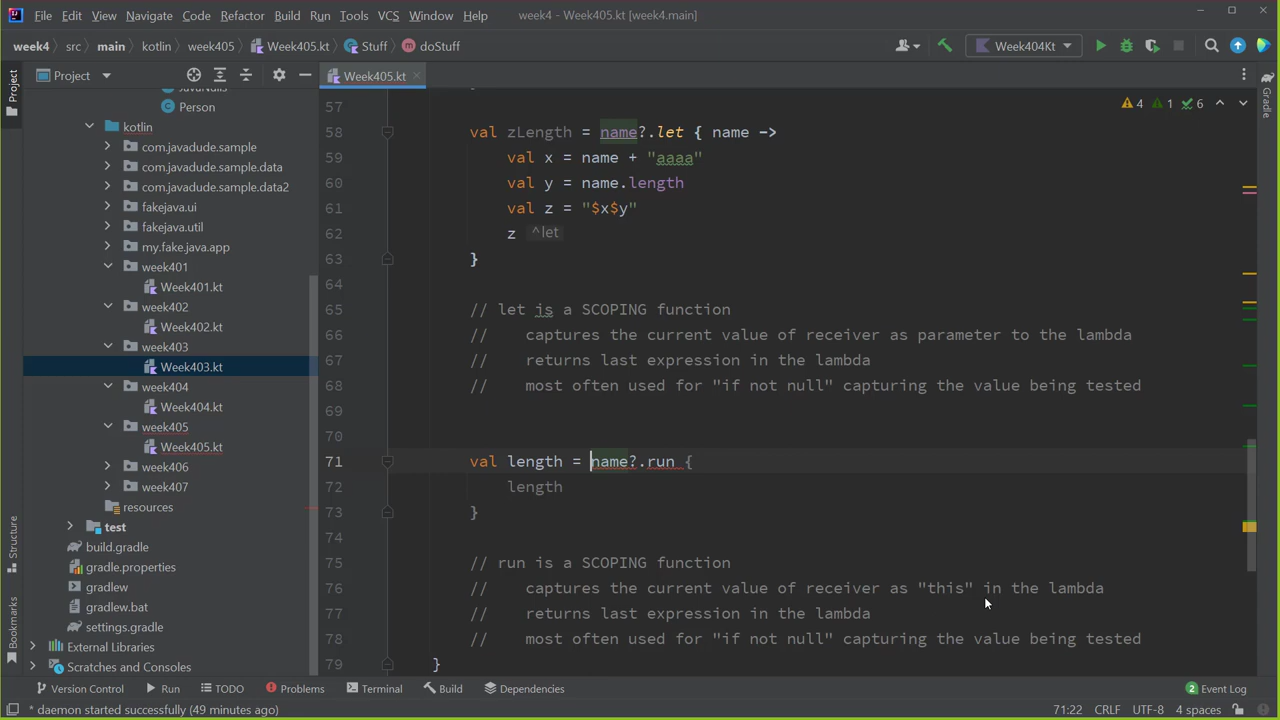 File Edit View Navigate Code Refactor Build Run Tools VCS Window Help week4 - Week405.kt [week4.main]
week4 src main kotlin week405 Week405.kt Stuff doStuff Week404Kt
Project Week405.kt
Project
Person
kotlin
com.javadude.sample
com.javadude.sample.data
com.javadude.sample.data2
fakejava.ui
fakejava.util
my.fake.java.app
week401
Week401.kt
week402
Week402.kt
week403
Week403.kt
week404
Week404.kt
week405
Week405.kt
week406
week407
resources
test
build.gradle
gradle.properties
gradlew
gradlew.bat
settings.gradle
External Libraries
Scratches and Consoles
Structure
Bookmarks
4 1 6
57
58 val zLength = name?.let { name ->
59 val x = name + "aaaa"
60 val y = name.length
61 val z = "$x$y"
62 z ^let
63 }
64
65 // let is a SCOPING function
66 // captures the current value of receiver as parameter to the lambda
67 // returns last expression in the lambda
68 // most often used for "if not null" capturing the value being tested
69
70
71 val length = name?.run {
72 length
73 }
74
75 // run is a SCOPING function
76 // captures the current value of receiver as "this" in the lambda
77 // returns last expression in the lambda
78 // most often used for "if not null" capturing the value being tested
79 }
Gradle
Version Control Run TODO Problems Terminal Build Dependencies 2 Event Log
* daemon started successfully (49 minutes ago) 71:22 CRLF UTF-8 4 spaces